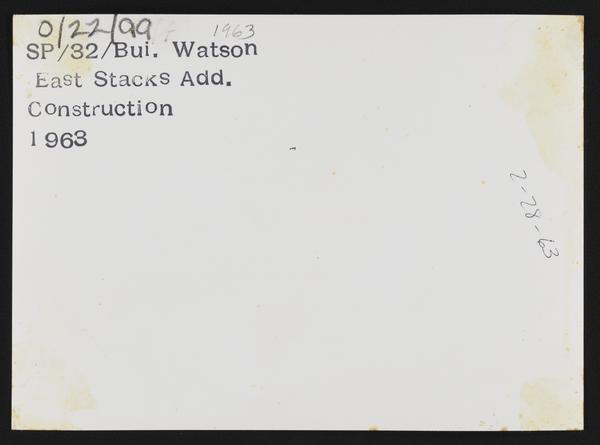 0/22/99 1963
SP/32/Bui. Watson
East Stacks Add.
Construction
1963
2-28-63